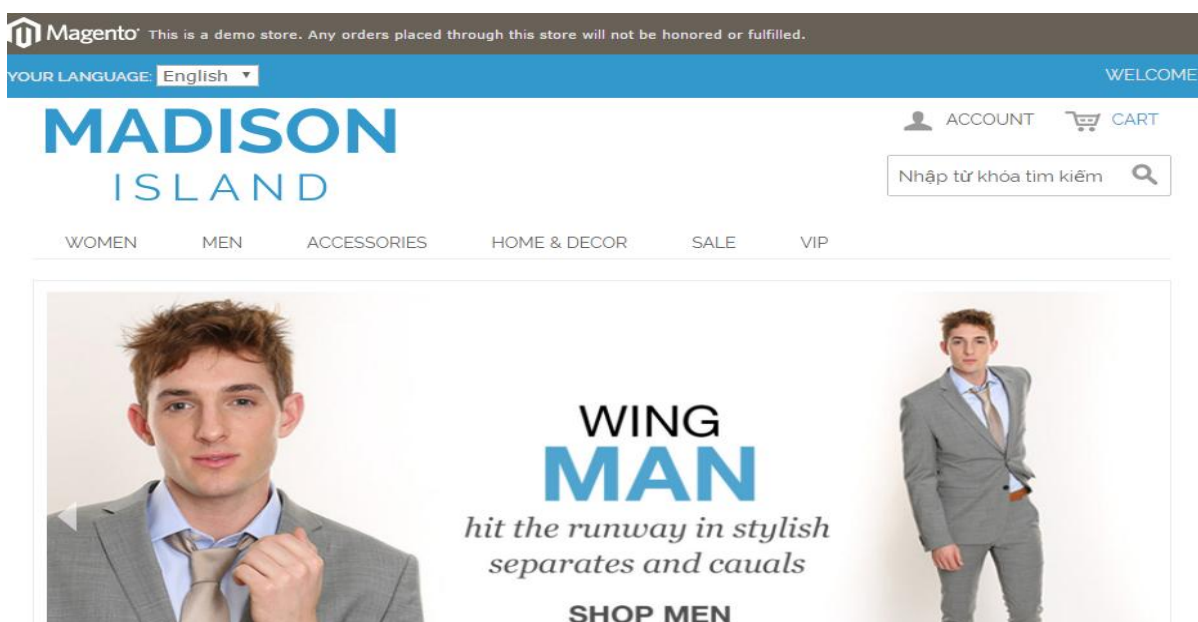 Magento This is a demo store. Any orders placed through this store will not be honored or fulfilled.
YOUR LANGUAGE: English WELCOME
MADISON
ISLAND
ACCOUNT CART
Nhập từ khóa tìm kiếm
WOMEN MEN ACCESSORIES HOME & DECOR SALE VIP
WING
MAN
hit the runway in stylish
separates and cauals
SHOP MEN